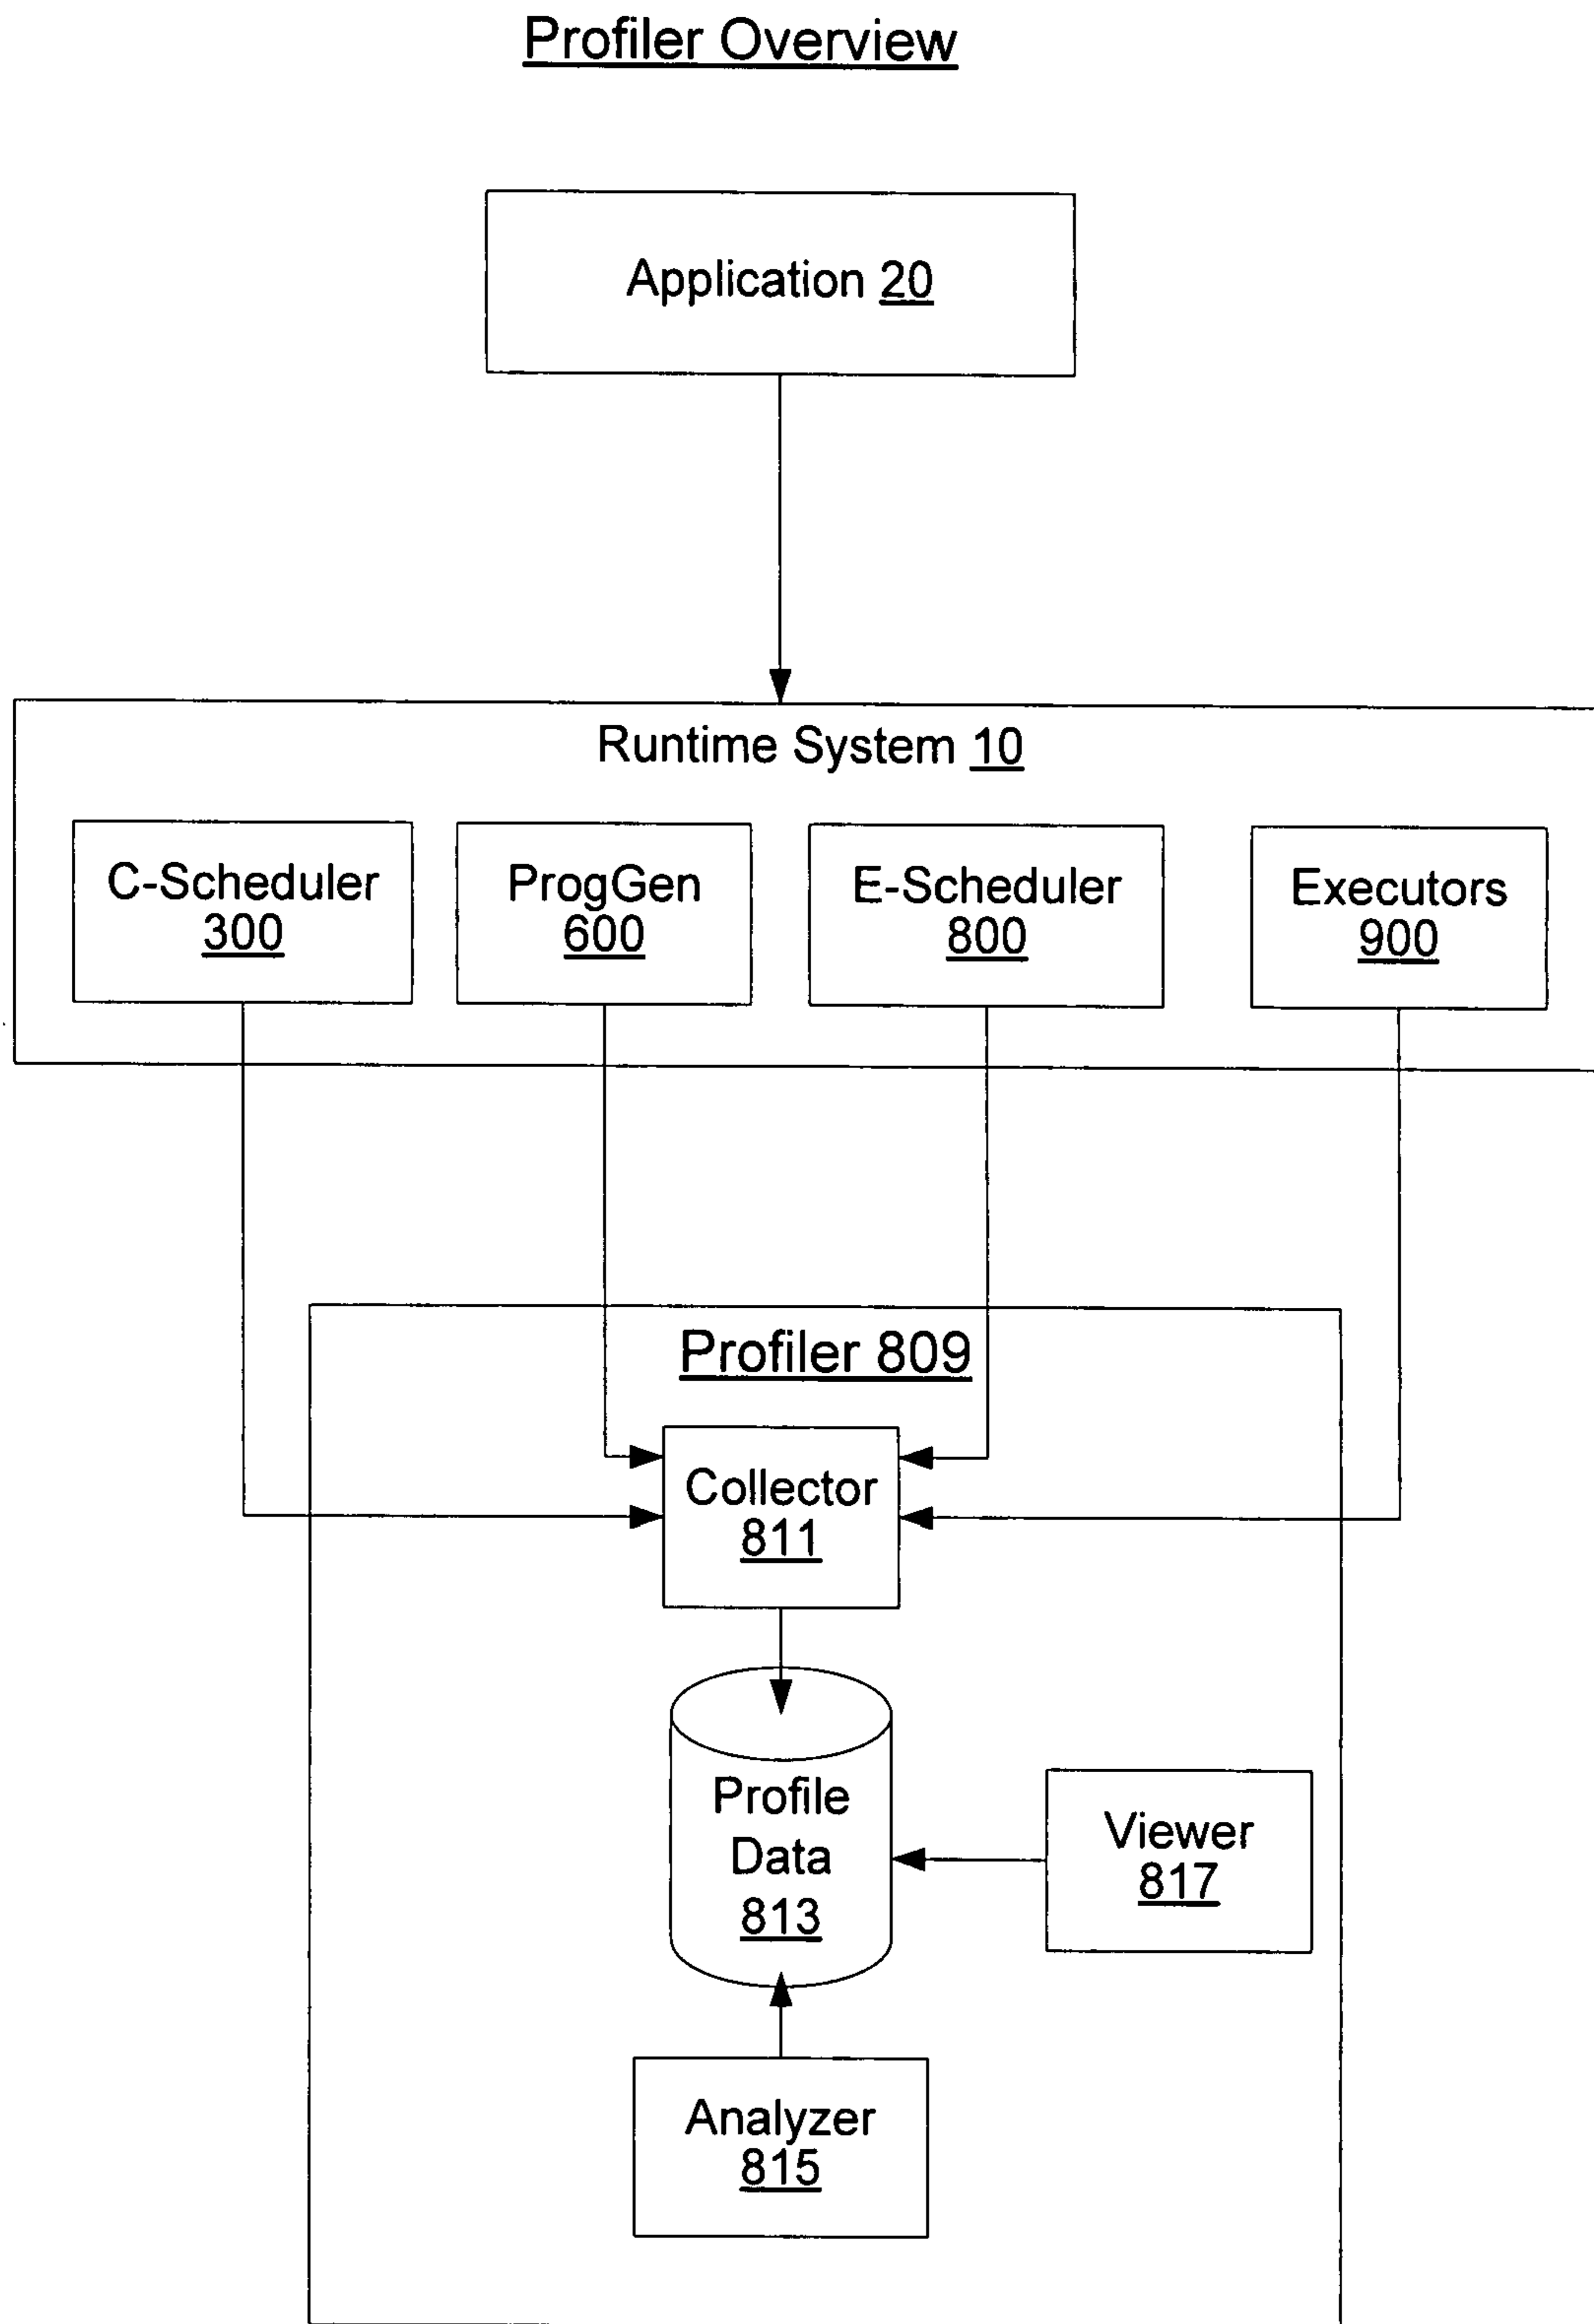 Profiler Overview
Application 20
Runtime System 10
C-Scheduler
300
ProgGen
600
E-Scheduler
800
Executors
900
Profiler 809
Collector
811
Profile
Data
813
Viewer
817
Analyzer
815